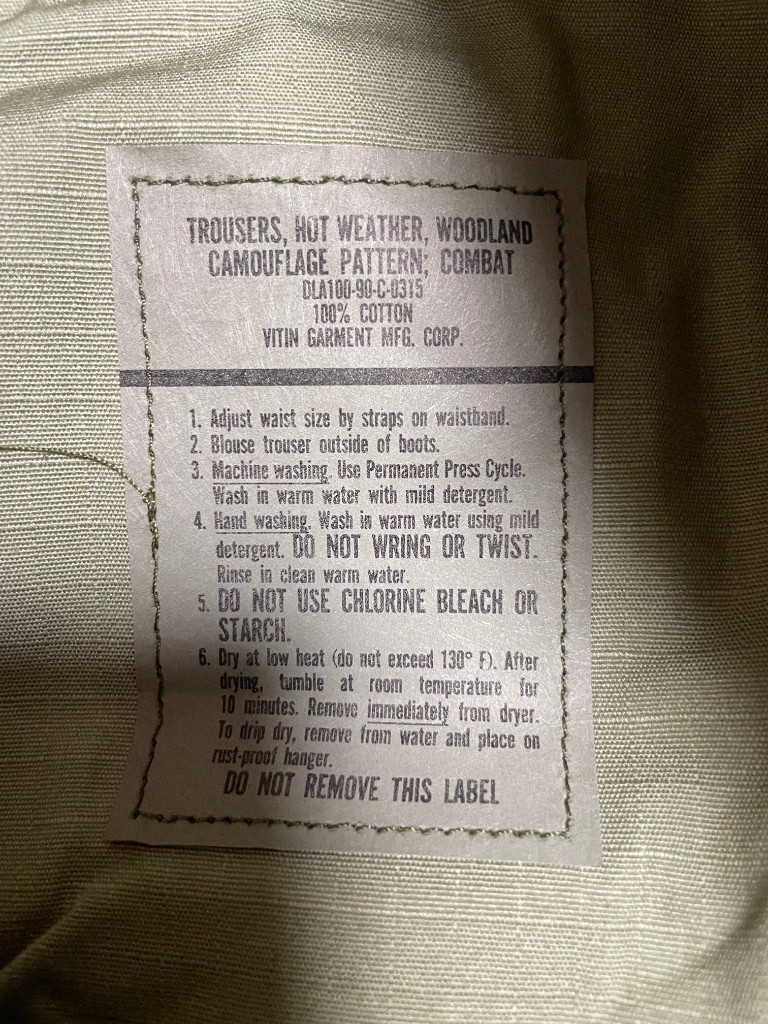 TROUSERS, HOT WEATHER, WOODLAND
CAMOUFLAGE PATTERN; COMBAT
DLA100-90-C-0315
100% COTTON
VITIN GARMENT MFG. CORP.
1. Adjust waist size by straps on waistband.
2. Blouse trouser outside of boots.
3. Machine washing. Use Permanent Press Cycle.
Wash in warm water with mild detergent.
4. Hand washing. Wash in warm water using mild
detergent. DO NOT WRING OR TWIST.
Rinse in clean warm water.
5. DO NOT USE CHLORINE BLEACH OR
STARCH.
6. Dry at low heat (do not exceed 130° F). After
drying, tumble at room temperature for
10 minutes. Remove immediately from dryer.
To drip dry, remove from water and place on
rust-proof hanger.
DO NOT REMOVE THIS LABEL